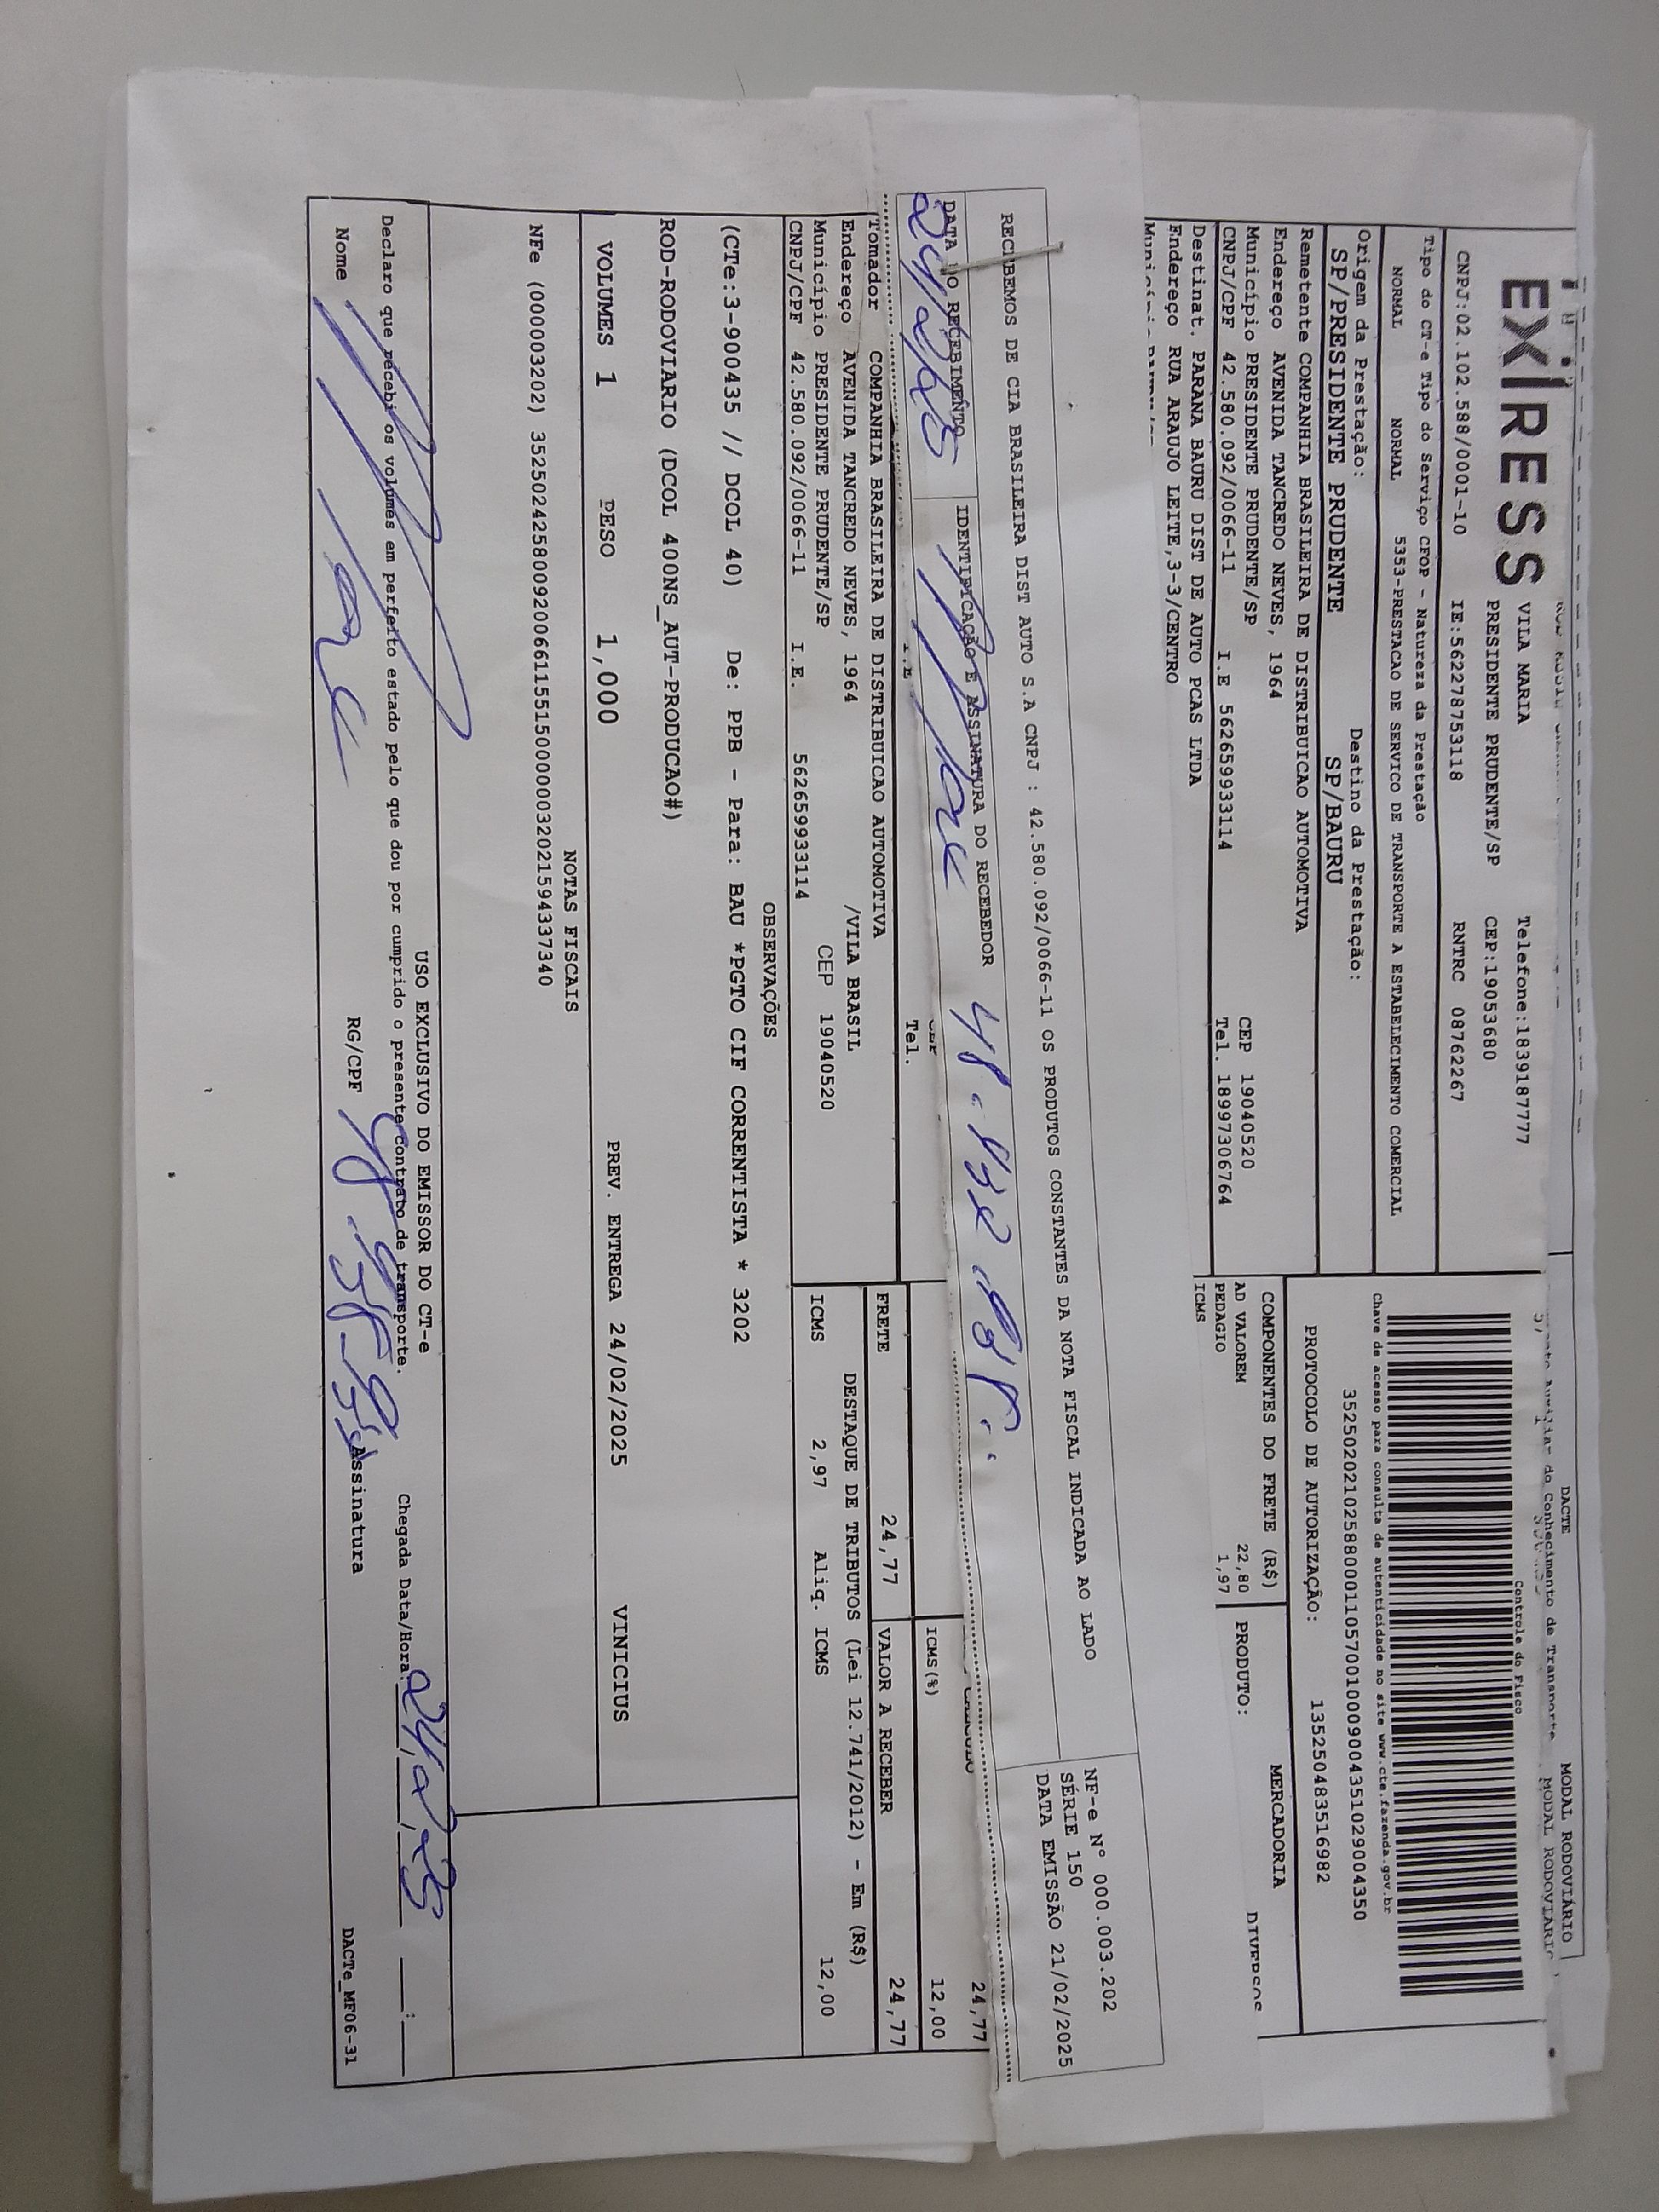 EXPRESS
VILA MARIA
PRESIDENTE PRUDENTE/SP
Telefone:1839187777
CEP:19053680
CNPJ:02.102.588/0001-10 IE:562278753118 RNTRC 08762267
Tipo do CT-e Tipo do Serviço CFOP - Natureza da Prestação
NORMAL NORMAL 5353-PRESTACAO DE SERVICO DE TRANSPORTE A ESTABELECIMENTO COMERCIAL
Origem da Prestação: Destino da Prestação:
SP/PRESIDENTE PRUDENTE SP/BAURU
Remetente COMPANHIA BRASILEIRA DE DISTRIBUICAO AUTOMOTIVA
Endereço AVENIDA TANCREDO NEVES, 1964
Município PRESIDENTE PRUDENTE/SP CEP 19040520
CNPJ/CPF 42.580.092/0066-11 I.E 562659933114 Tel. 18997306764
Destinat. PARANA BAURU DIST DE AUTO PCAS LTDA
Endereço RUA ARAUJO LEITE,3-3/CENTRO
DACTE
MODAL RODOVIÁRIO
do Conhecimento de Transporte
MODAL RODOVIÁRIO
Controle do Fisco
Chave de acesso para consulta de autenticidade no site www.cte.fazenda.gov.br
35250202102588000110570010009004351029004350
PROTOCOLO DE AUTORIZAÇÃO: 135250483516982
COMPONENTES DO FRETE (R$) MERCADORIA
AD VALOREM 22,80 PRODUTO: DIVERSOS
PEDAGIO 1,97
ICMS
RECEBEMOS DE CIA BRASILEIRA DIST AUTO S.A CNPJ : 42.580.092/0066-11 OS PRODUTOS CONSTANTES DA NOTA FISCAL INDICADA AO LADO
NF-e N° 000.003.202
SÉRIE 150
DATA EMISSÃO 21/02/2025
DATA DO RECEBIMENTO IDENTIFICAÇÃO E ASSINATURA DO RECEBEDOR
24/2/25
24,77
I.E CEP
Tel.
ICMS(%) 12,00
Tomador COMPANHIA BRASILEIRA DE DISTRIBUICAO AUTOMOTIVA
Endereço AVENIDA TANCREDO NEVES, 1964 /VILA BRASIL
Município PRESIDENTE PRUDENTE/SP CEP 19040520
CNPJ/CPF 42.580.092/0066-11 I.E. 562659933114
FRETE 24,77 VALOR A RECEBER 24,77
DESTAQUE DE TRIBUTOS (Lei 12.741/2012) - Em (R$)
ICMS 2,97 Aliq. ICMS 12,00
OBSERVAÇÕES
(CTe:3-900435 // DCOL 40) De: PPB - Para: BAU *PGTO CIF CORRENTISTA * 3202
ROD-RODOVIARIO (DCOL 400NS_AUT-PRODUCAO#)
VOLUMES 1 PESO 1,000 PREV. ENTREGA 24/02/2025 VINICIUS
NOTAS FISCAIS
NFe (000003202) 35250242580092006611551500000032021594337340
USO EXCLUSIVO DO EMISSOR DO CT-e
Declaro que recebi os volumes em perfeito estado pelo que dou por cumprido o presente contrato de transporte.
Chegada Data/Hora: 24/2/25 :
Nome RG/CPF Assinatura
DACTe_MF06-31